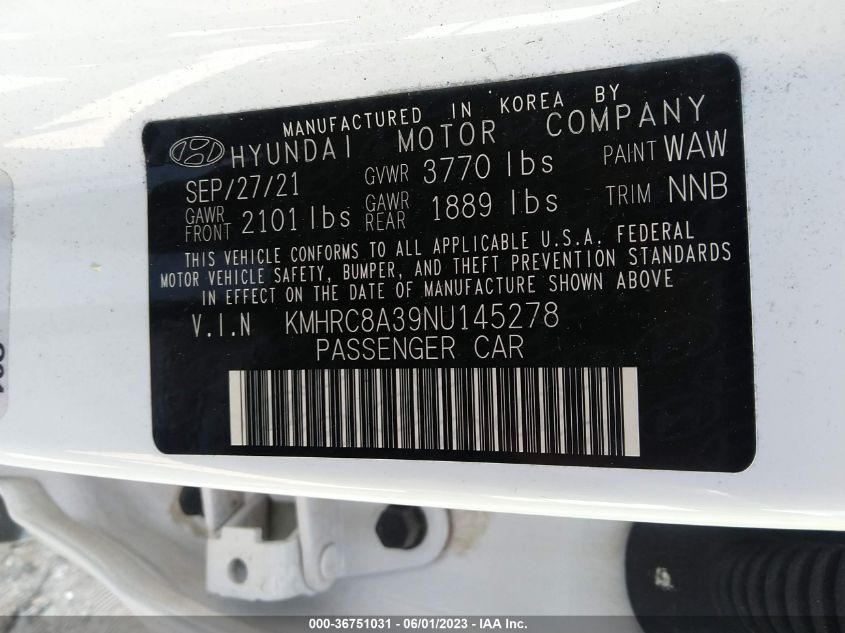 MANUFACTURED IN KOREA BY
HYUNDAI MOTOR COMPANY
SEP/27/21 GVWR 3770 lbs PAINT WAW
GAWR FRONT 2101 lbs GAWR REAR 1889 lbs TRIM NNB
THIS VEHICLE CONFORMS TO ALL APPLICABLE U.S.A. FEDERAL
MOTOR VEHICLE SAFETY, BUMPER, AND THEFT PREVENTION STANDARDS
IN EFFECT ON THE DATE OF MANUFACTURE SHOWN ABOVE
V.I.N KMHRC8A39NU145278
PASSENGER CAR
000-36751031 - 06/01/2023 - IAA Inc.